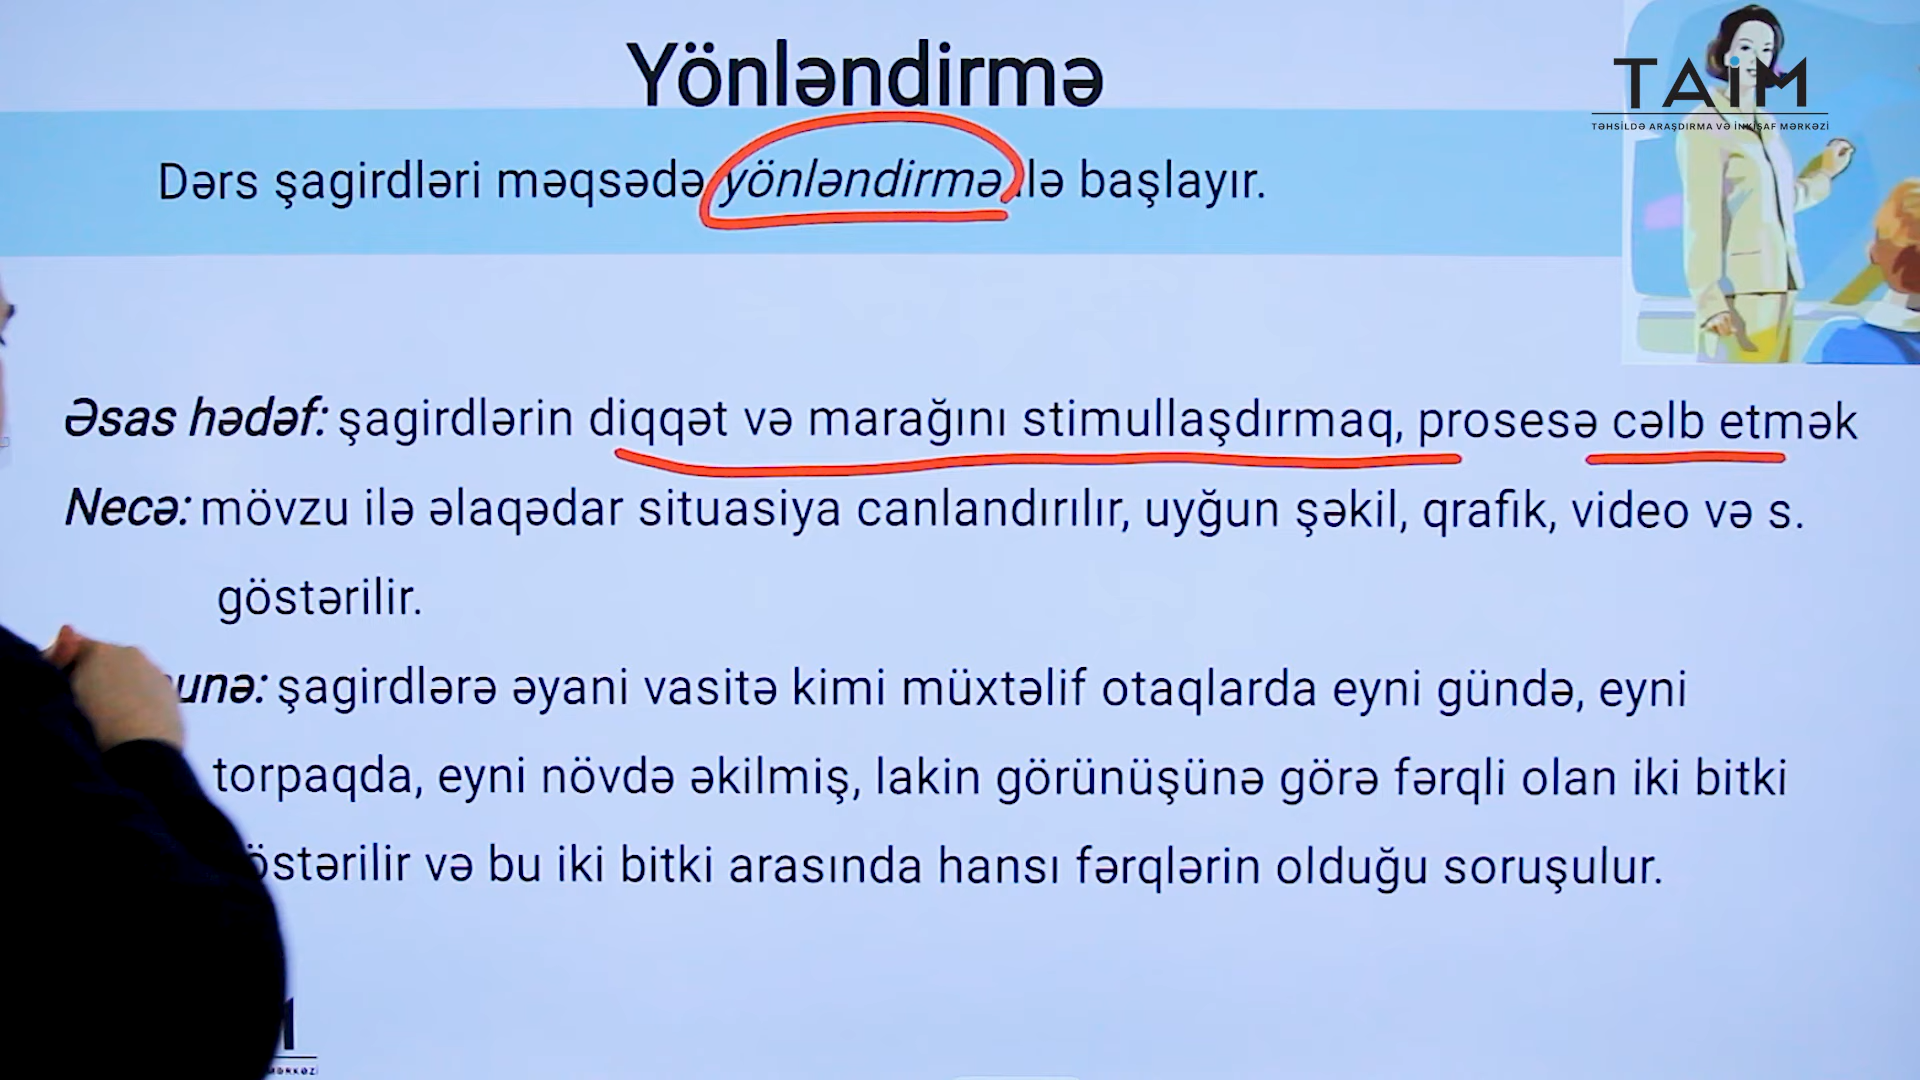 Yönləndirmə
TAİM
TƏHSİLDƏ ARAŞDIRMA VƏ İNKİŞAF MƏRKƏZİ
Dərs şagirdləri məqsədə yönləndirmə ilə başlayır.
Əsas hədəf: şagirdlərin diqqət və marağını stimullaşdırmaq, prosesə cəlb etmək
Necə: mövzu ilə əlaqədar situasiya canlandırılır, uyğun şəkil, qrafik, video və s.
göstərilir.
şagirdlərə əyani vasitə kimi müxtəlif otaqlarda eyni gündə, eyni
torpaqda, eyni növdə əkilmiş, lakin görünüşünə görə fərqli olan iki bitki
göstərilir və bu iki bitki arasında hansı fərqlərin olduğu soruşulur.
MƏRKƏZİ